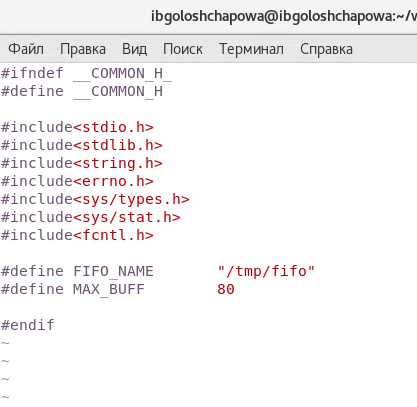 ibgoloshchapowa@ibgoloshchapowa:~/w
Файл Правка Вид Поиск Терминал Справка
#ifndef __COMMON_H_
#define __COMMON_H

#include<stdio.h>
#include<stdlib.h>
#include<string.h>
#include<errno.h>
#include<sys/types.h>
#include<sys/stat.h>
#include<fcntl.h>

#define FIFO_NAME       "/tmp/fifo"
#define MAX_BUFF        80

#endif
~
~
~
~